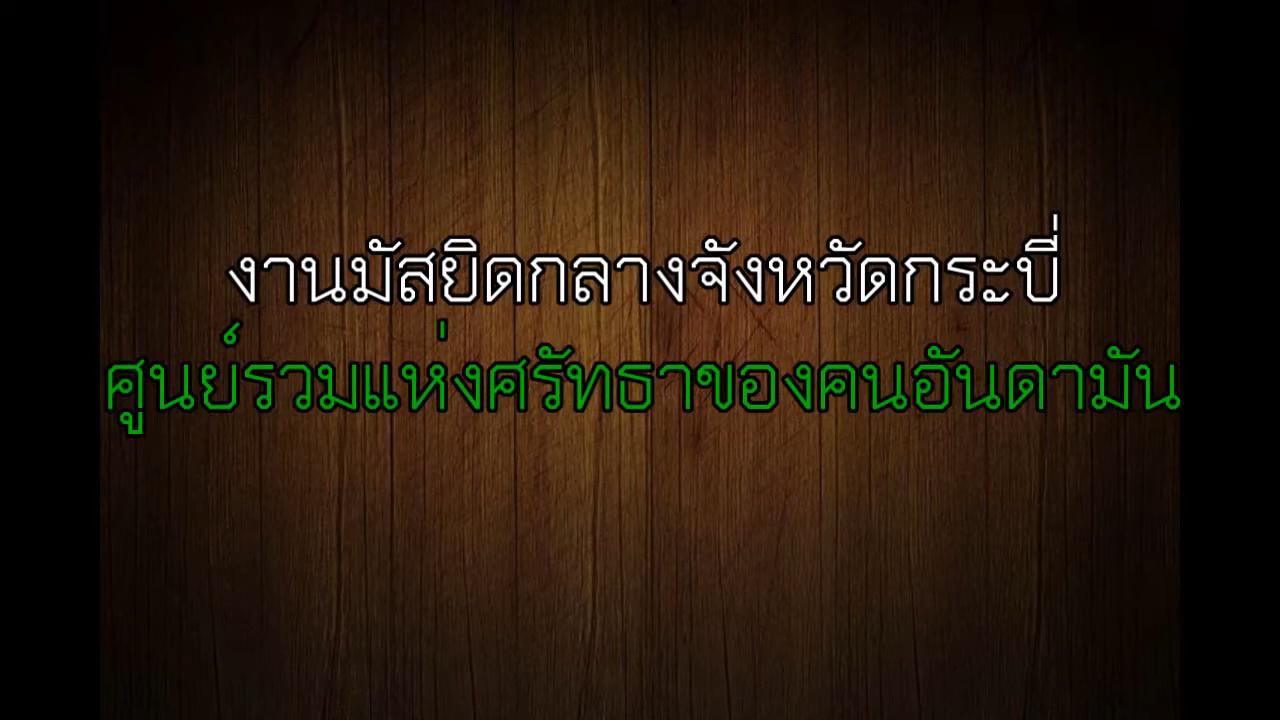 งานมัสยิดกลางจังหวัดกระบี่
ศูนย์รวมแห่งศรัทธาของคนอันดามัน